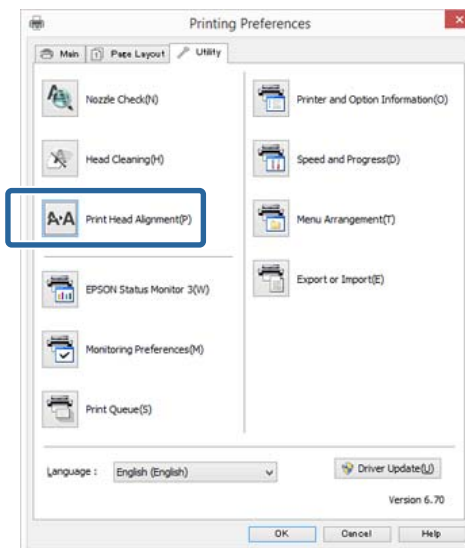 Printing Preferences
Main
Page Layout
Utility
Nozzle Check(N)
Printer and Option Information(O)
Head Cleaning(H)
Speed and Progress(D)
A·A
Print Head Alignment(P)
Menu Arrangement(T)
EPSON Status Monitor 3(W)
Export or Import(E)
Monitoring Preferences(M)
Print Queue(S)
Language :
English (English)
Driver Update(U)
Version 6.70
OK
Cancel
Help